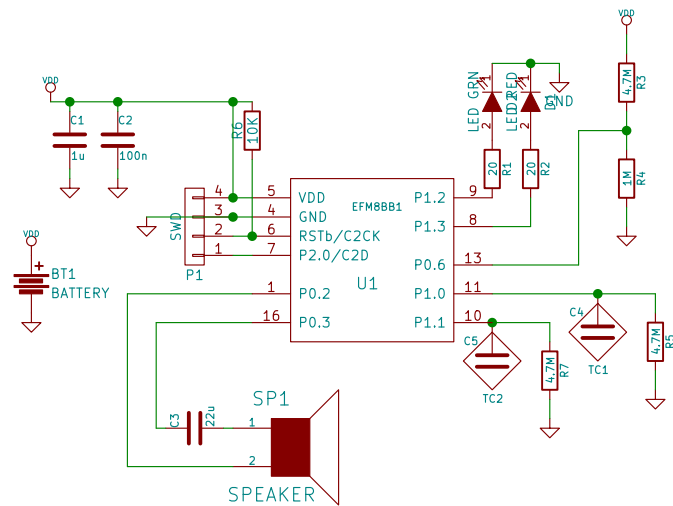 VDD
VDD
C1
1u
C2
100n
R6
10K
LED GRN
1
2
LED RED
1
2
GND
20
R1
20
R2
4.7M
R3
1M
R4
SWD
4
3
2
1
P1
5
4
6
7
VDD
GND
RSTb/C2CK
P2.0/C2D
EFM8BB1
U1
P1.2
P1.3
P0.6
P1.0
P1.1
9
8
13
11
10
1
16
P0.2
P0.3
VDD
BT1
BATTERY
C5
TC2
4.7M
R7
C4
TC1
4.7M
R5
C3
22u
SP1
1
2
SPEAKER